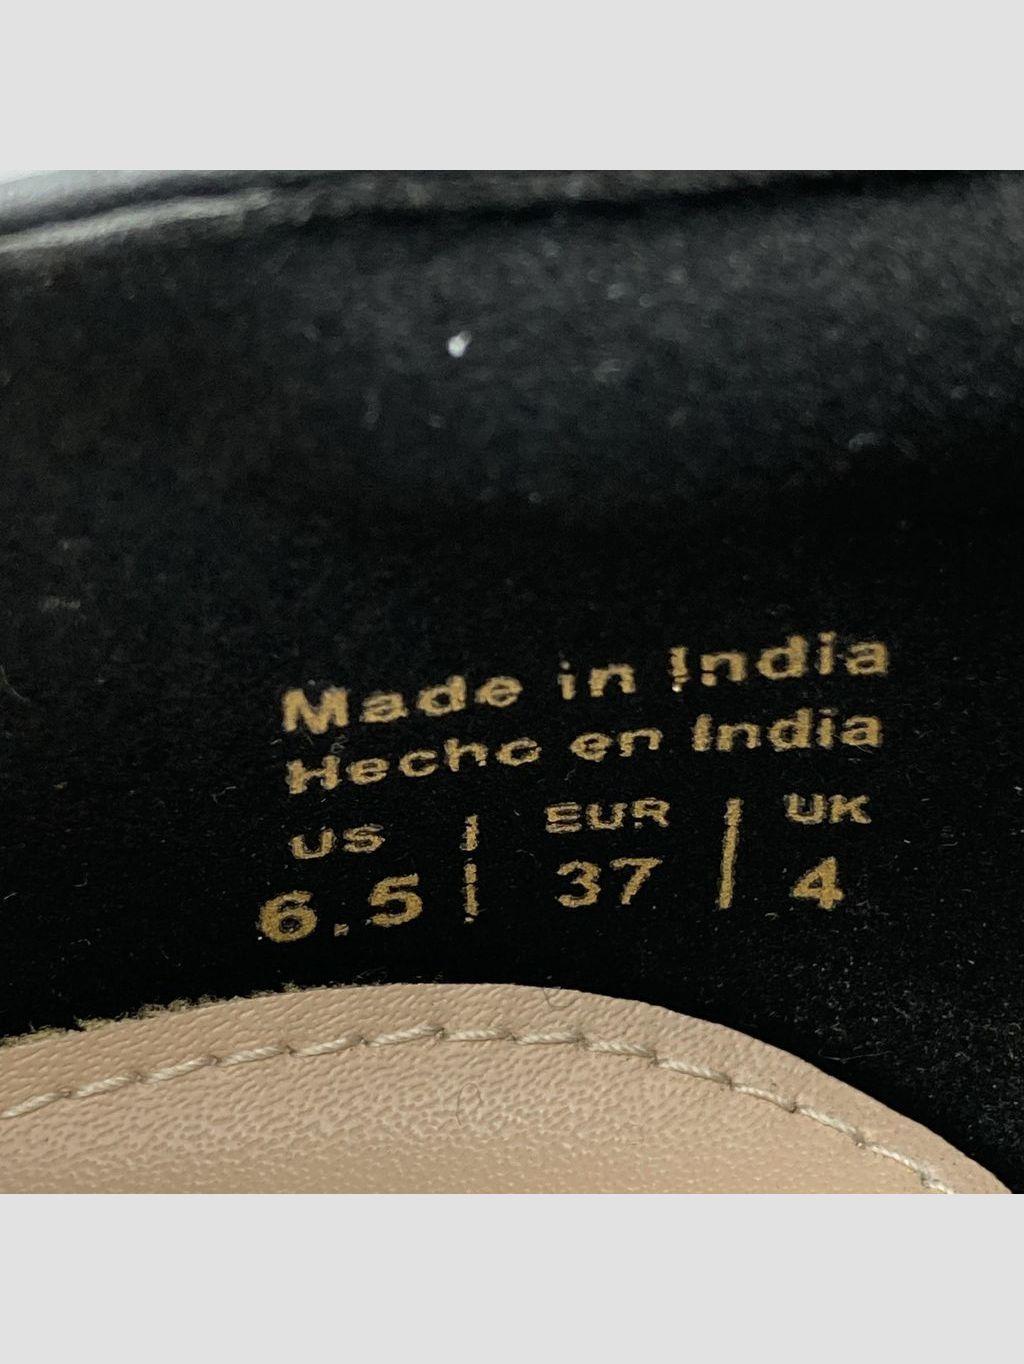 Made in India
Hecho en India
US | EUR | UK
6.5 | 37 | 4